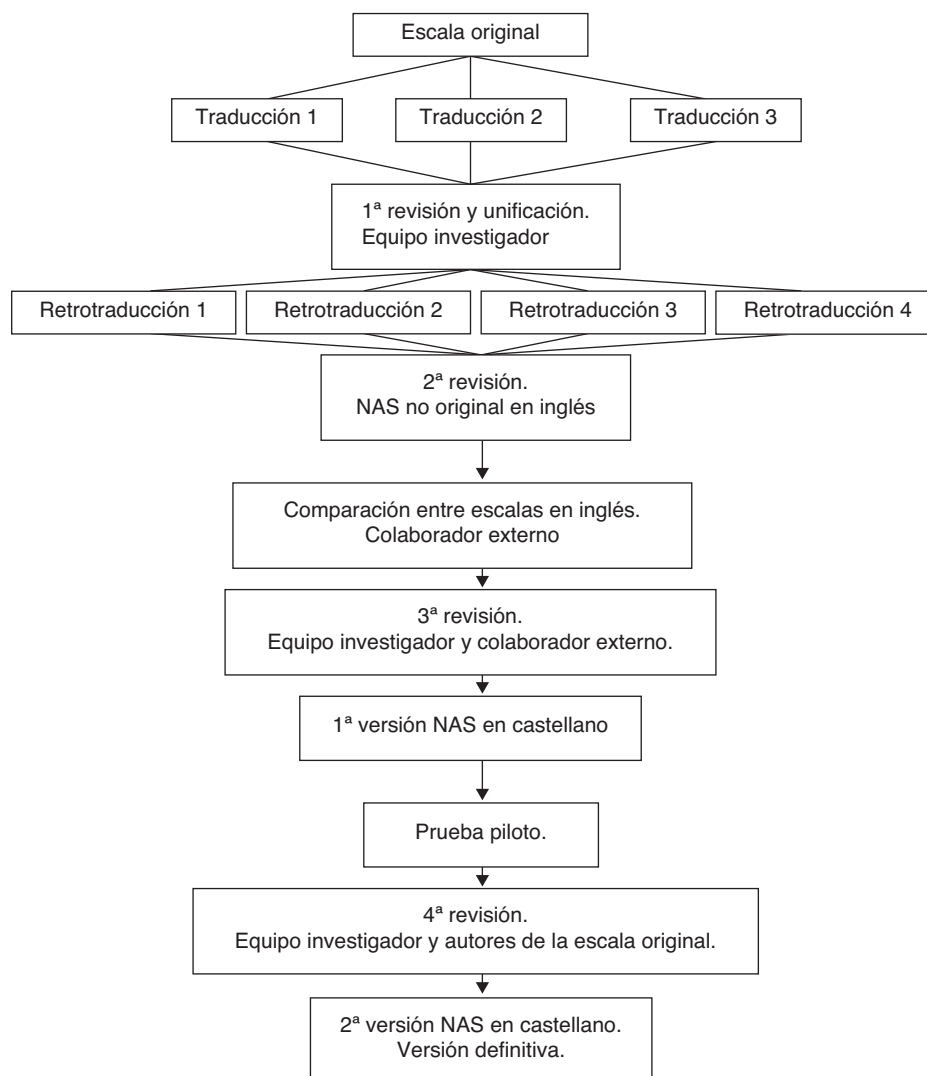 Escala original
Traducción 1
Traducción 2
Traducción 3
1ª revisión y unificación.
Equipo investigador
Retrotraducción 1
Retrotraducción 2
Retrotraducción 3
Retrotraducción 4
2ª revisión.
NAS no original en inglés
Comparación entre escalas en inglés.
Colaborador externo
3ª revisión.
Equipo investigador y colaborador externo.
1ª versión NAS en castellano
Prueba piloto.
4ª revisión.
Equipo investigador y autores de la escala original.
2ª versión NAS en castellano.
Versión definitiva.